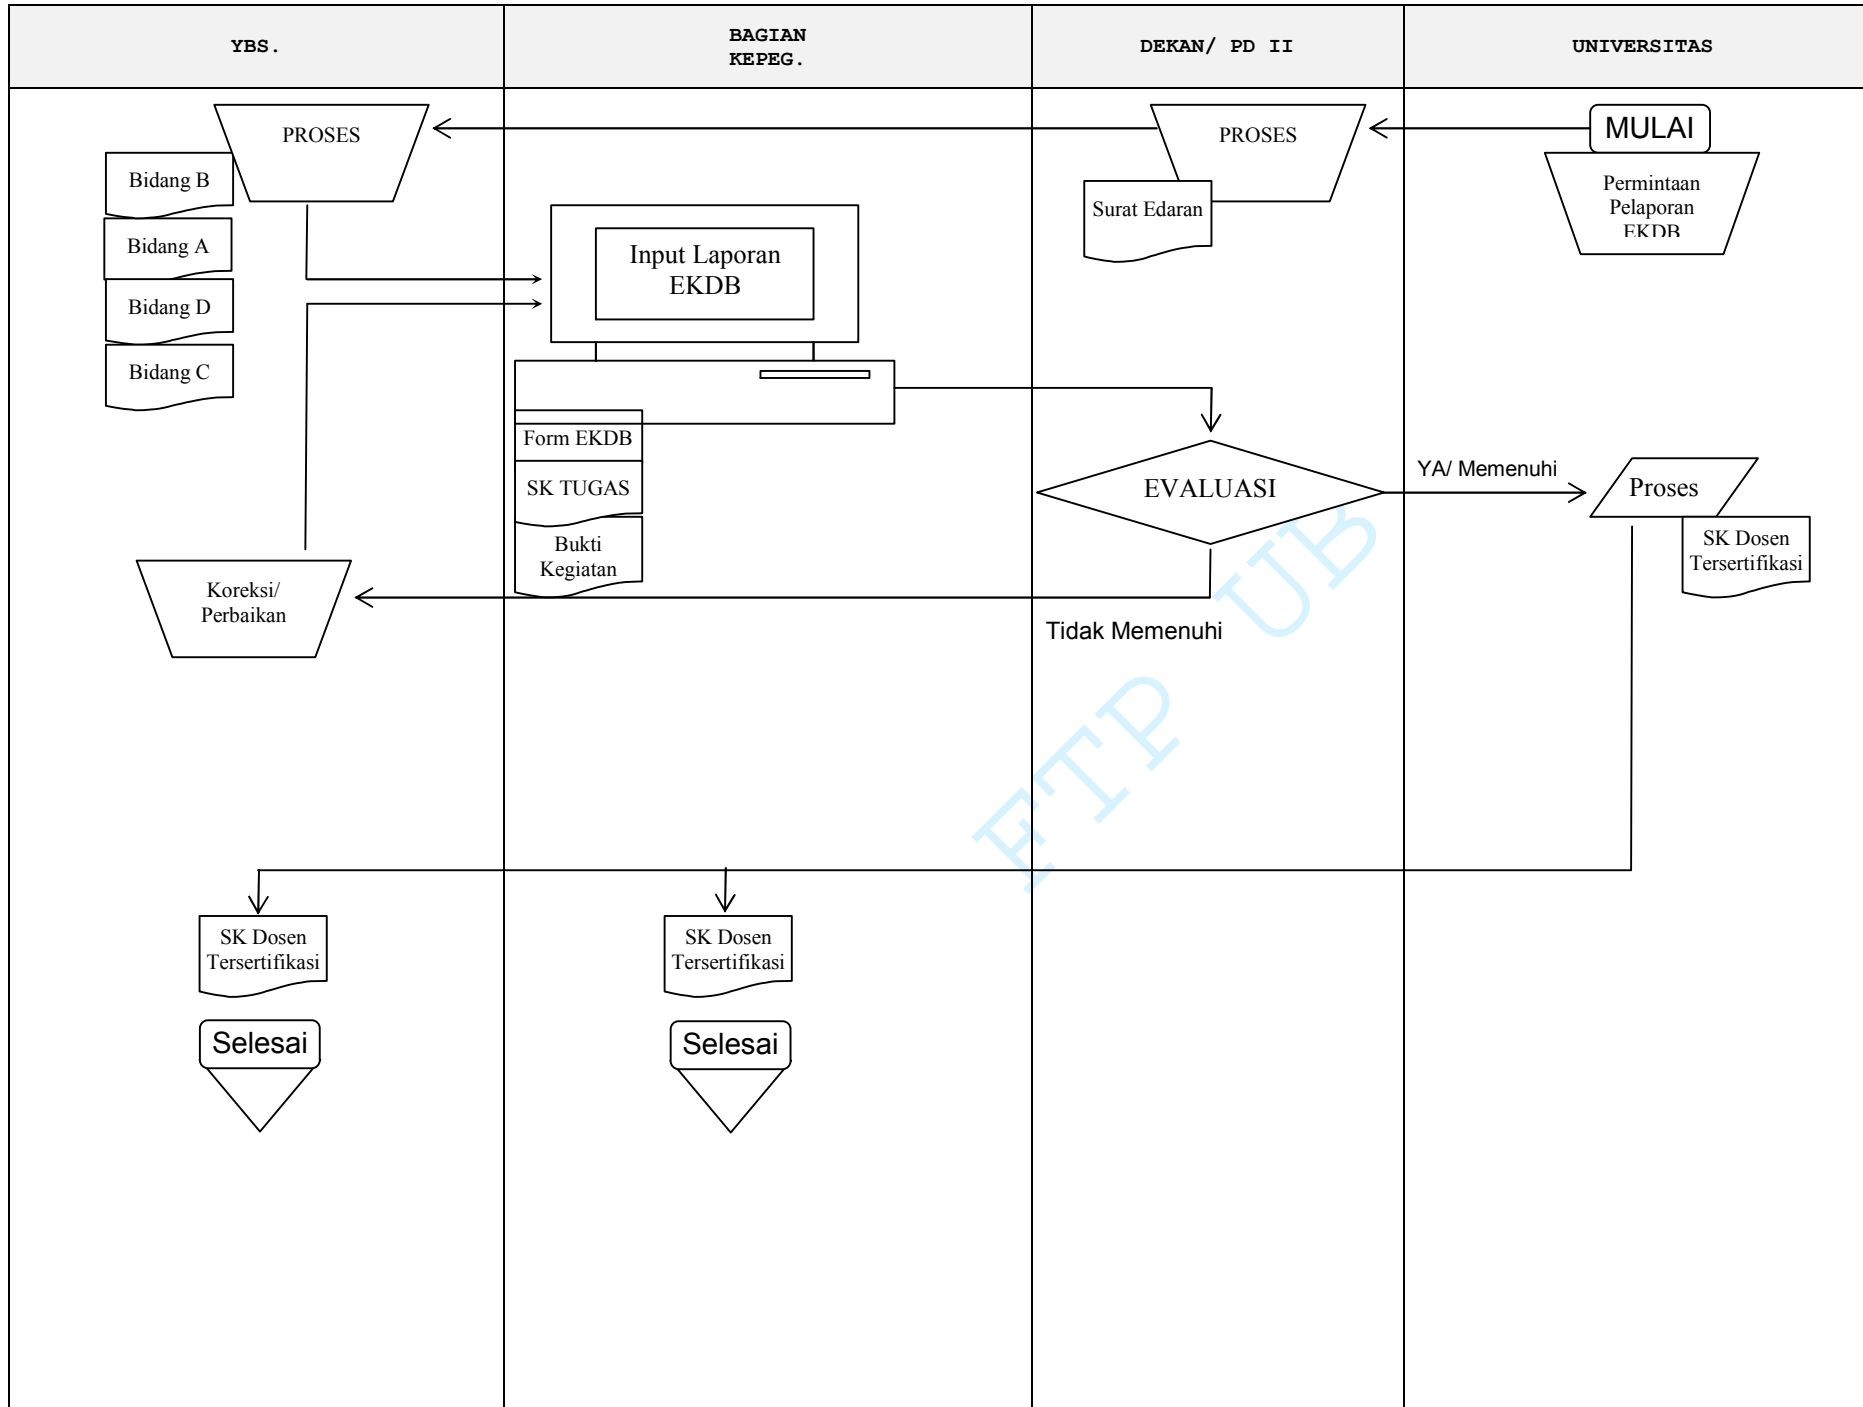 YBS.
BAGIAN
KEPEG.
DEKAN/ PD II
UNIVERSITAS
PROSES
PROSES
MULAI
Permintaan
Pelaporan
EKDB
Bidang B
Bidang A
Bidang D
Bidang C
Surat Edaran
Input Laporan
EKDB
Form EKDB
SK TUGAS
Bukti
Kegiatan
EVALUASI
YA/ Memenuhi
Proses
SK Dosen
Tersertifikasi
Koreksi/
Perbaikan
Tidak Memenuhi
FTP UB
SK Dosen
Tersertifikasi
SK Dosen
Tersertifikasi
Selesai
Selesai